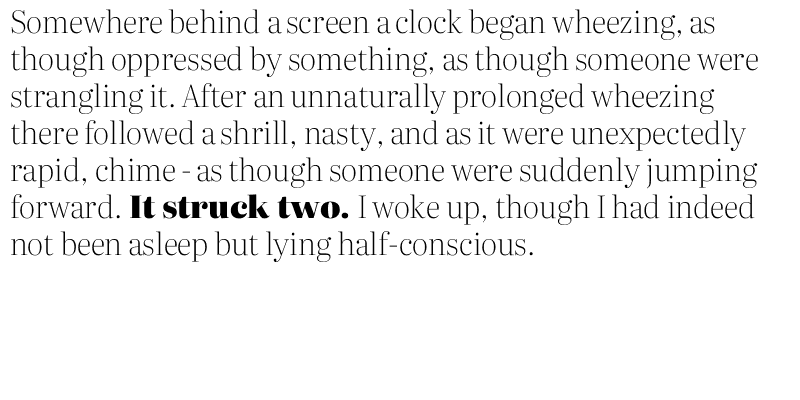 Somewhere behind a screen a clock began wheezing, as
though oppressed by something, as though someone were
strangling it. After an unnaturally prolonged wheezing
there followed a shrill, nasty, and as it were unexpectedly
rapid, chime - as though someone were suddenly jumping
forward. It struck two. I woke up, though I had indeed
not been asleep but lying half-conscious.